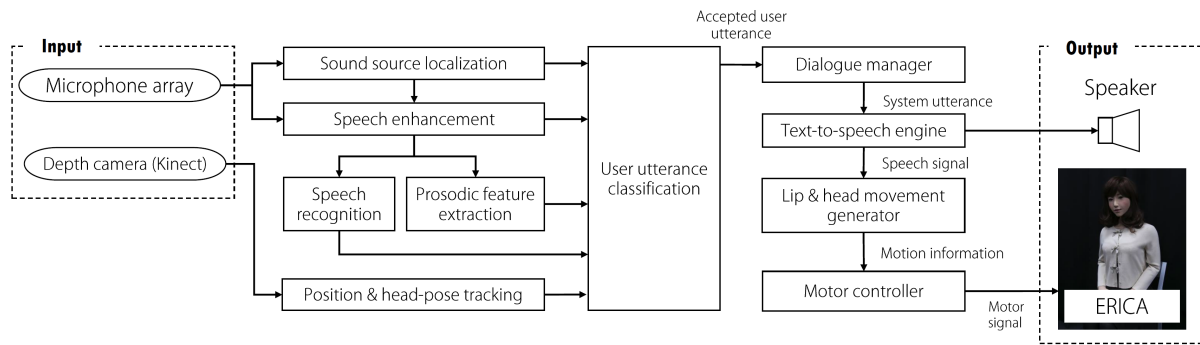 Input
Microphone array
Depth camera (Kinect)
Sound source localization
Speech enhancement
Speech
recognition
Prosodic feature
extraction
Position & head-pose tracking
User utterance
classification
Accepted user
utterance
Dialogue manager
System utterance
Text-to-speech engine
Speech signal
Lip & head movement
generator
Motion information
Motor controller
Motor
signal
Output
Speaker
ERICA